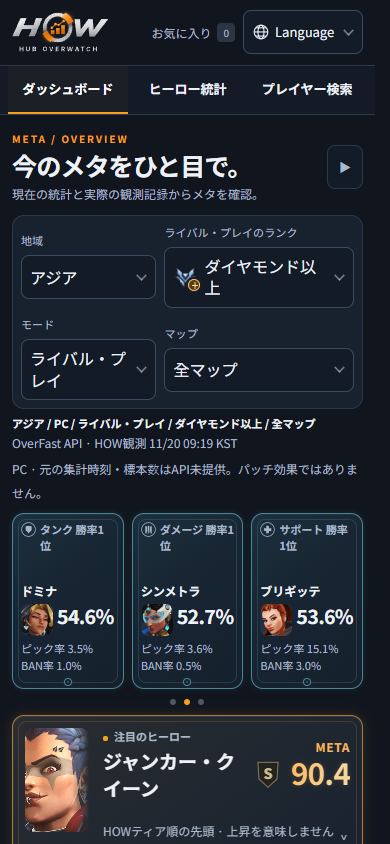 HOW
HUB OVERWATCH
お気に入り 0
Language
ダッシュボード ヒーロー統計 プレイヤー検索
META / OVERVIEW
今のメタをひと目で。
現在の統計と実際の観測記録からメタを確認。
地域
アジア
ライバル・プレイのランク
ダイヤモンド以
上
モード
ライバル・プ
レイ
マップ
全マップ
アジア / PC / ライバル・プレイ / ダイヤモンド以上 / 全マップ
OverFast API · HOW観測 11/20 09:19 KST
PC · 元の集計時刻・標本数はAPI未提供。パッチ効果ではありま
せん。
タンク 勝率1
位
ドミナ
54.6%
ピック率 3.5%
BAN率 1.0%
ダメージ 勝率1
位
シンメトラ
52.7%
ピック率 3.6%
BAN率 0.5%
サポート 勝率
1位
ブリギッテ
53.6%
ピック率 15.1%
BAN率 3.0%
注目のヒーロー
ジャンカー・ク
イーン
META
S 90.4
HOWティア順の先頭・上昇を意味しません